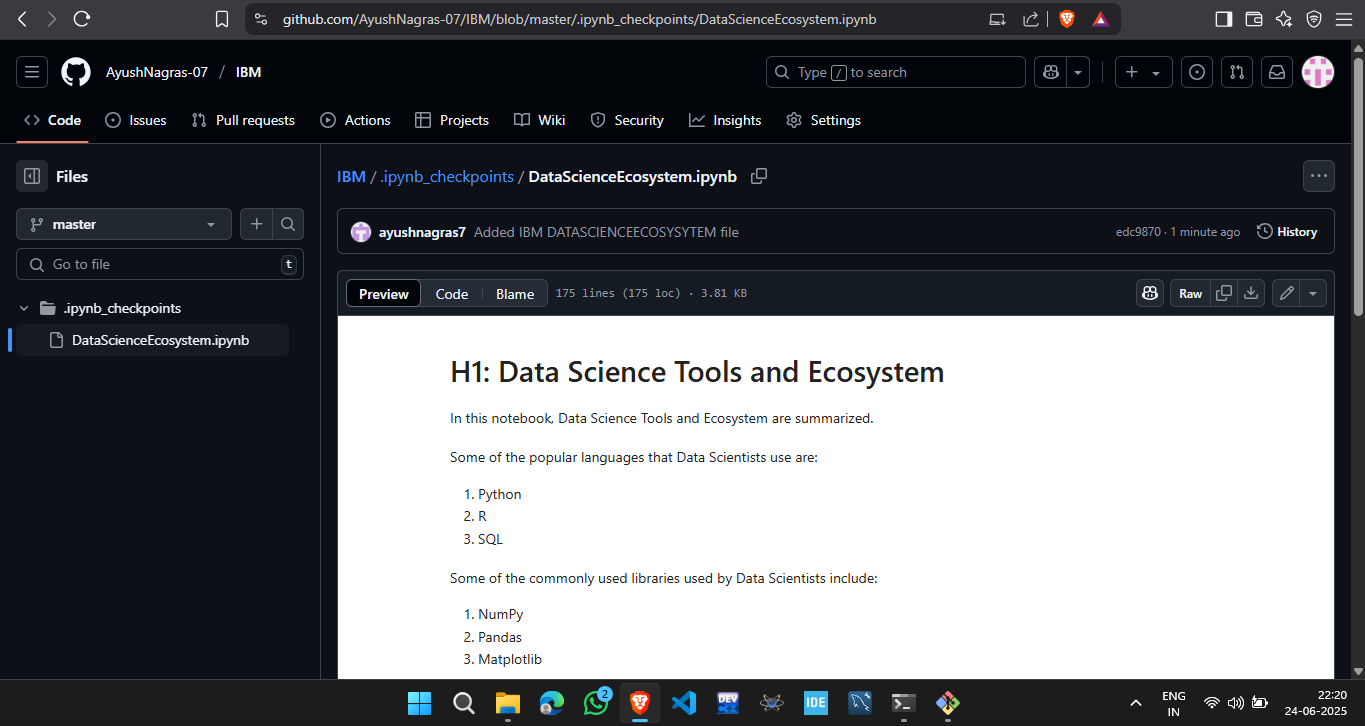 github.com/AyushNagras-07/IBM/blob/master/.ipynb_checkpoints/DataScienceEcosystem.ipynb
AyushNagras-07 / IBM
Type / to search
Code Issues Pull requests Actions Projects Wiki Security Insights Settings
Files
IBM / .ipynb_checkpoints / DataScienceEcosystem.ipynb
master
ayushnagras7 Added IBM DATASCIENCEECOSYSYTEM file edc9870 · 1 minute ago History
Go to file t
Preview Code Blame 175 lines (175 loc) · 3.81 KB Raw
.ipynb_checkpoints
DataScienceEcosystem.ipynb
H1: Data Science Tools and Ecosystem
In this notebook, Data Science Tools and Ecosystem are summarized.
Some of the popular languages that Data Scientists use are:
1. Python
2. R
3. SQL
Some of the commonly used libraries used by Data Scientists include:
1. NumPy
2. Pandas
3. Matplotlib
2
DEV
IDE
ENG
IN
22:20
24-06-2025